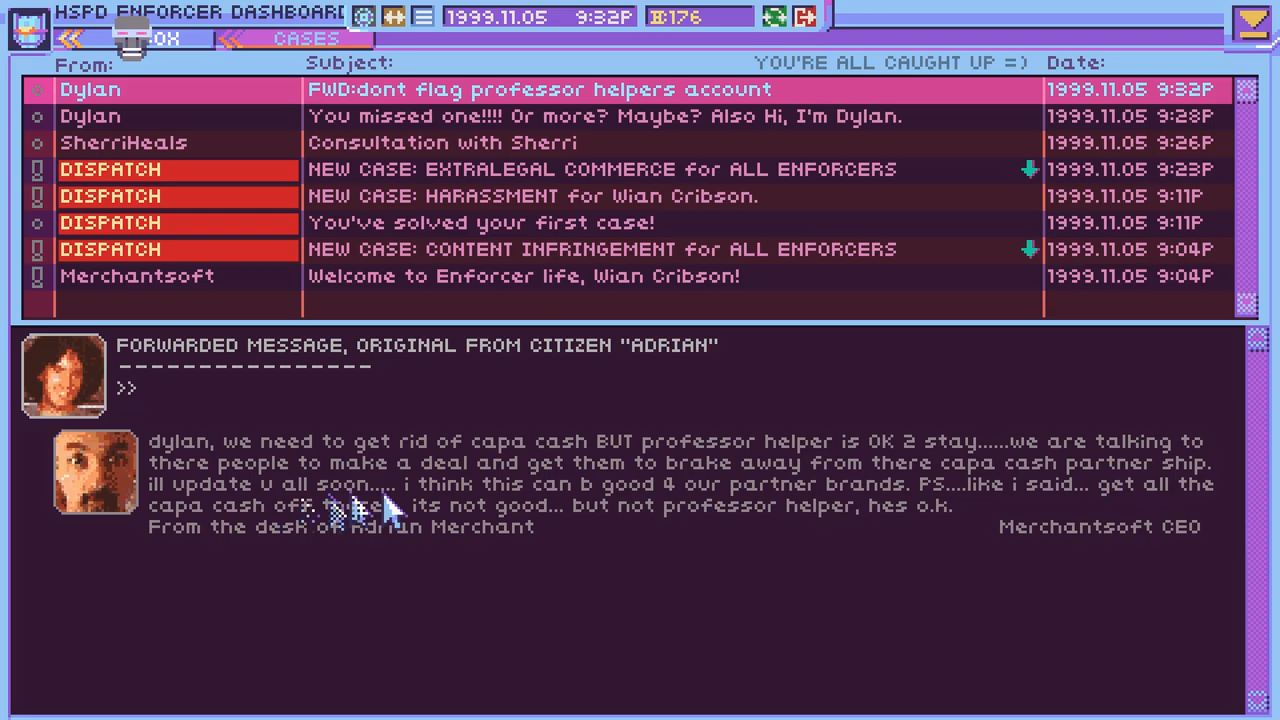 HSPD ENFORCER DASHBOARD
1999.11.05 9:32P
176
OX
CASES
From: Subject: YOU'RE ALL CAUGHT UP =) Date:
Dylan FWD:dont flag professor helpers account 1999.11.05 9:32P
Dylan You missed one!!!! Or more? Maybe? Also Hi, I'm Dylan. 1999.11.05 9:28P
SherriHeals Consultation with Sherri 1999.11.05 9:26P
DISPATCH NEW CASE: EXTRALEGAL COMMERCE for ALL ENFORCERS 1999.11.05 9:23P
DISPATCH NEW CASE: HARASSMENT for Wian Cribson. 1999.11.05 9:11P
DISPATCH You've solved your first case! 1999.11.05 9:11P
DISPATCH NEW CASE: CONTENT INFRINGEMENT for ALL ENFORCERS 1999.11.05 9:04P
Merchantsoft Welcome to Enforcer life, Wian Cribson! 1999.11.05 9:04P
FORWARDED MESSAGE, ORIGINAL FROM CITIZEN "ADRIAN"
----------------
>>
dylan, we need to get rid of capa cash BUT professor helper is OK 2 stay......we are talking to
there people to make a deal and get them to brake away from there capa cash partner ship.
ill update u all soon.... i think this can b good 4 our partner brands. PS....like i said... get all the
capa cash off its not good... but not professor helper, hes o.k.
From the desk of Adrian Merchant Merchantsoft CEO